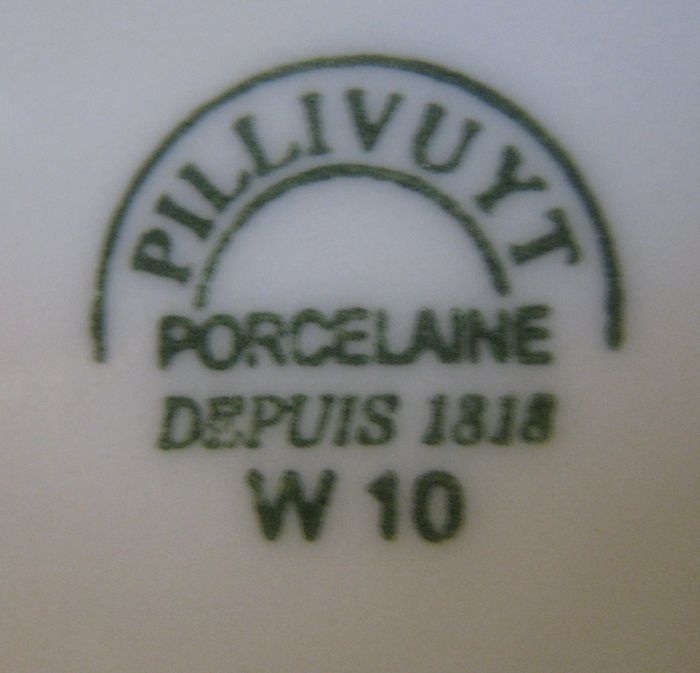 PILLIVUYT
PORCELAINE
DEPUIS 1818
W 10